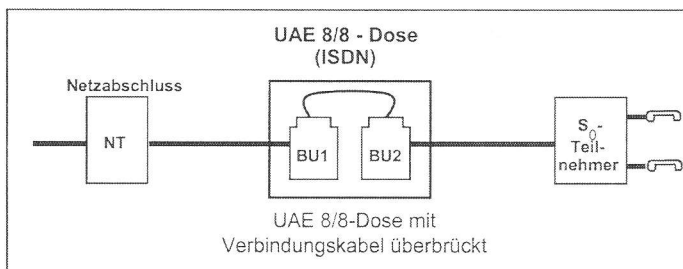 UAE 8/8 - Dose
(ISDN)
Netzabschluss
NT
BU1
BU2
S0-
Teil-
nehmer
UAE 8/8-Dose mit
Verbindungskabel überbrückt